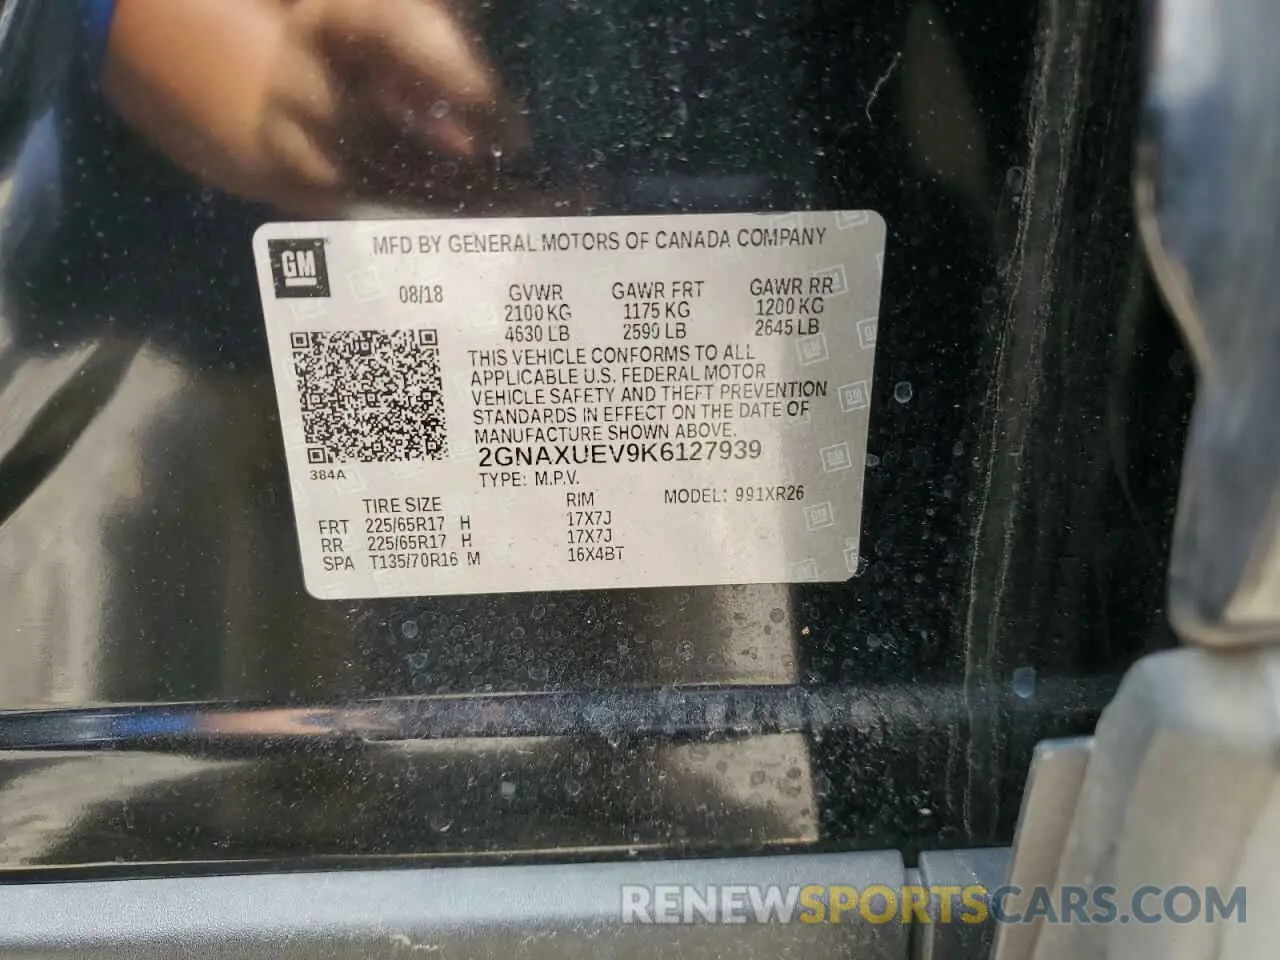 MFD BY GENERAL MOTORS OF CANADA COMPANY
GM
08/18 GVWR GAWR FRT GAWR RR
2100 KG 1175 KG 1200 KG
4630 LB 2590 LB 2645 LB
THIS VEHICLE CONFORMS TO ALL
APPLICABLE U.S. FEDERAL MOTOR
VEHICLE SAFETY AND THEFT PREVENTION
STANDARDS IN EFFECT ON THE DATE OF
MANUFACTURE SHOWN ABOVE.
2GNAXUEV9K6127939
384A
TYPE: M.P.V.
TIRE SIZE RIM MODEL: 991XR26
FRT 225/65R17 H 17X7J
RR 225/65R17 H 17X7J
SPA T135/70R16 M 16X4BT
RENEWSPORTSCARS.COM